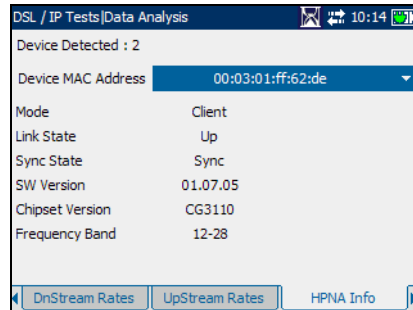 DSL / IP Tests|Data Analysis 10:14
Device Detected : 2
Device MAC Address 00:03:01:ff:62:de
Mode Client
Link State Up
Sync State Sync
SW Version 01.07.05
Chipset Version CG3110
Frequency Band 12-28
DnStream Rates UpStream Rates HPNA Info